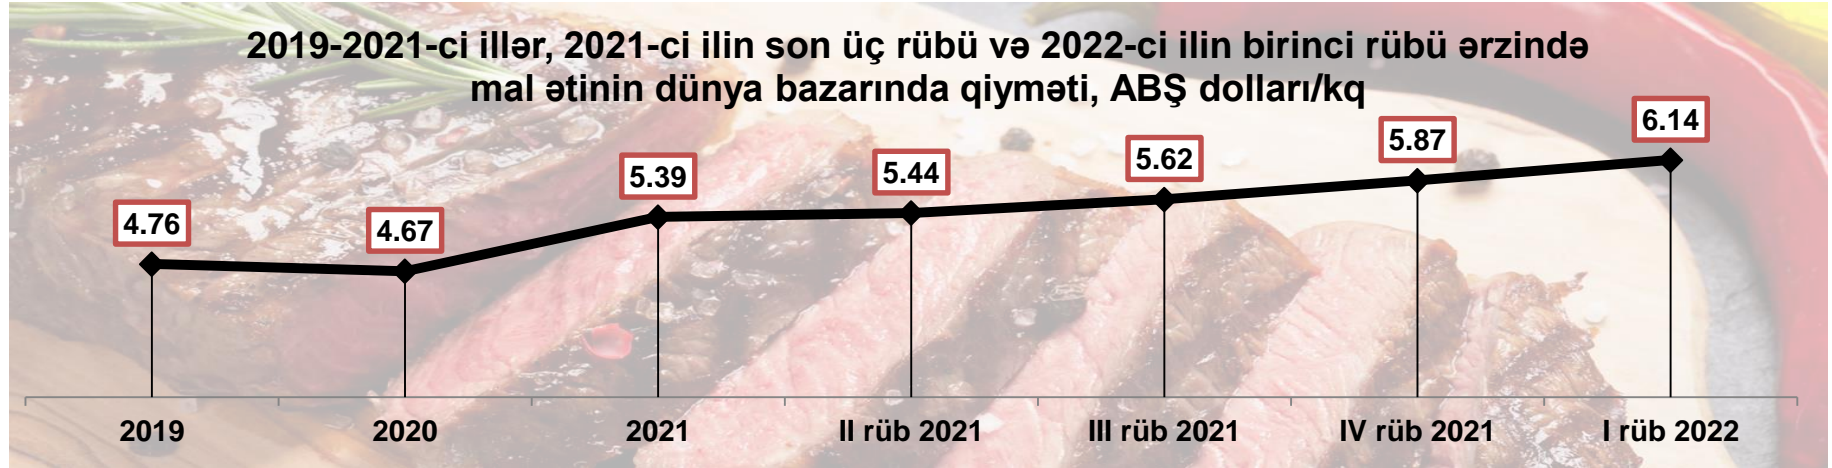 2019-2021-ci illər, 2021-ci ilin son üç rübü və 2022-ci ilin birinci rübü ərzində
mal ətinin dünya bazarında qiyməti, ABŞ dolları/kq
4.76
4.67
5.39
5.44
5.62
5.87
6.14
2019
2020
2021
II rüb 2021
III rüb 2021
IV rüb 2021
I rüb 2022